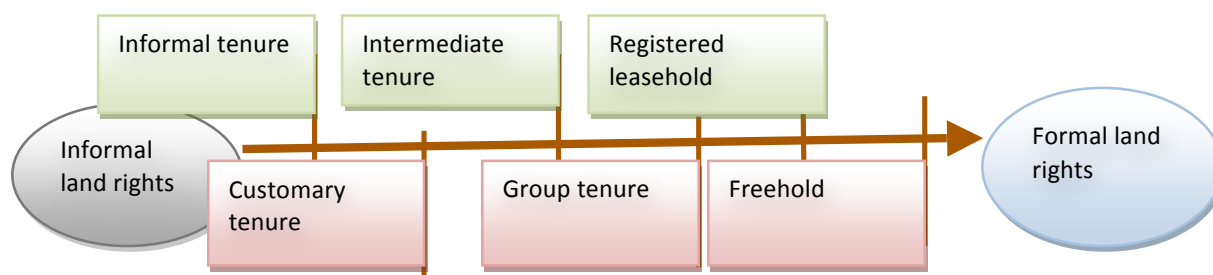 Informal tenure
Intermediate
tenure
Registered
leasehold
Informal
land rights
Formal land
rights
Customary
tenure
Group tenure
Freehold